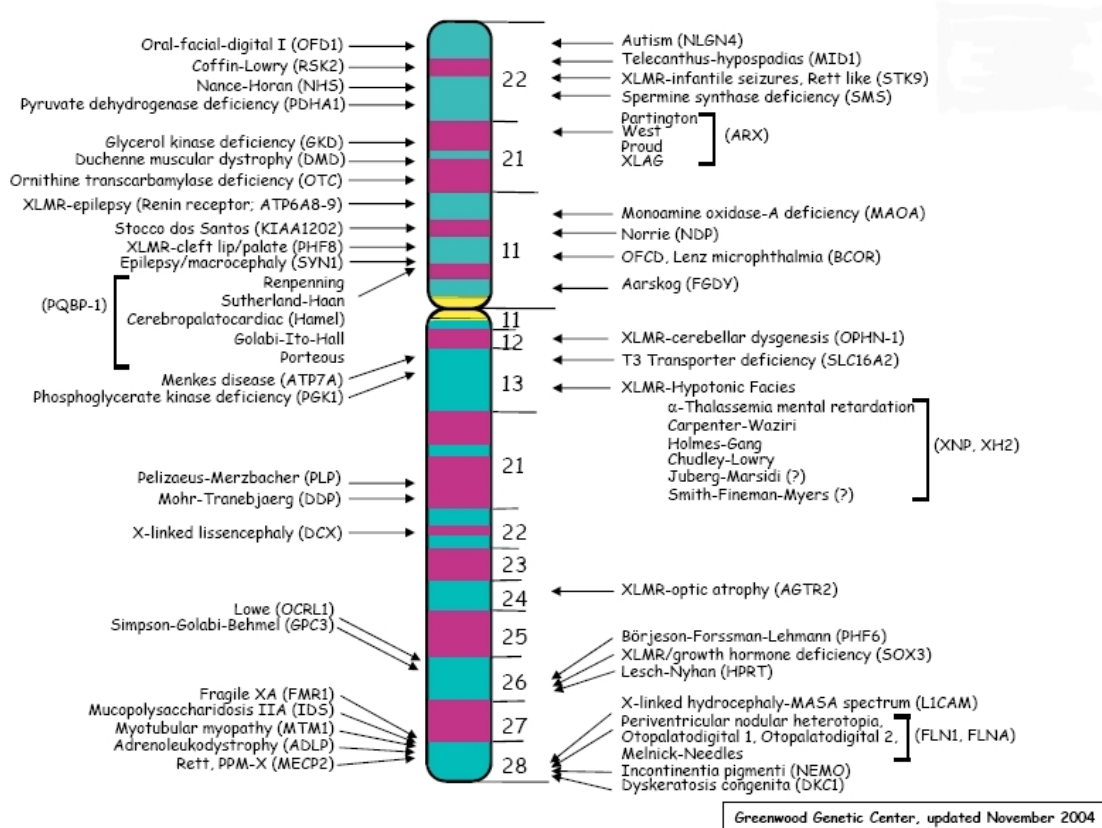 Oral-facial-digital I (OFD1)
Coffin-Lowry (RSK2)
Nance-Horan (NHS)
Pyruvate dehydrogenase deficiency (PDHA1)
Glycerol kinase deficiency (GKD)
Duchenne muscular dystrophy (DMD)
Ornithine transcarbamylase deficiency (OTC)
XLMR-epilepsy (Renin receptor; ATP6A8-9)
Stocco dos Santos (KIAA1202)
XLMR-cleft lip/palate (PHF8)
Epilepsy/macrocephaly (SYN1)
(PQBP-1)
Renpenning
Sutherland-Haan
Cerebropalatocardiac (Hamel)
Golabi-Ito-Hall
Porteous
Menkes disease (ATP7A)
Phosphoglycerate kinase deficiency (PGK1)
Pelizaeus-Merzbacher (PLP)
Mohr-Tranebjaerg (DDP)
X-linked lissencephaly (DCX)
Lowe (OCRL1)
Simpson-Golabi-Behmel (GPC3)
Fragile XA (FMR1)
Mucopolysaccharidosis IIA (IDS)
Myotubular myopathy (MTM1)
Adrenoleukodystrophy (ADLP)
Rett, PPM-X (MECP2)
22
21
11
11
12
13
21
22
23
24
25
26
27
28
Autism (NLGN4)
Telecanthus-hypospadias (MID1)
XLMR-infantile seizures, Rett like (STK9)
Spermine synthase deficiency (SMS)
Partington
West
Proud
XLAG
(ARX)
Monoamine oxidase-A deficiency (MAOA)
Norrie (NDP)
OFCD, Lenz microphthalmia (BCOR)
Aarskog (FGDY)
XLMR-cerebellar dysgenesis (OPHN-1)
T3 Transporter deficiency (SLC16A2)
XLMR-Hypotonic Facies
α-Thalassemia mental retardation
Carpenter-Waziri
Holmes-Gang
Chudley-Lowry
Juberg-Marsidi (?)
Smith-Fineman-Myers (?)
(XNP, XH2)
XLMR-optic atrophy (AGTR2)
Börjeson-Forssman-Lehmann (PHF6)
XLMR/growth hormone deficiency (SOX3)
Lesch-Nyhan (HPRT)
X-linked hydrocephaly-MASA spectrum (L1CAM)
Periventricular nodular heterotopia,
Otopalatodigital 1, Otopalatodigital 2,
Melnick-Needles
(FLN1, FLNA)
Incontinentia pigmenti (NEMO)
Dyskeratosis congenita (DKC1)
Greenwood Genetic Center, updated November 2004